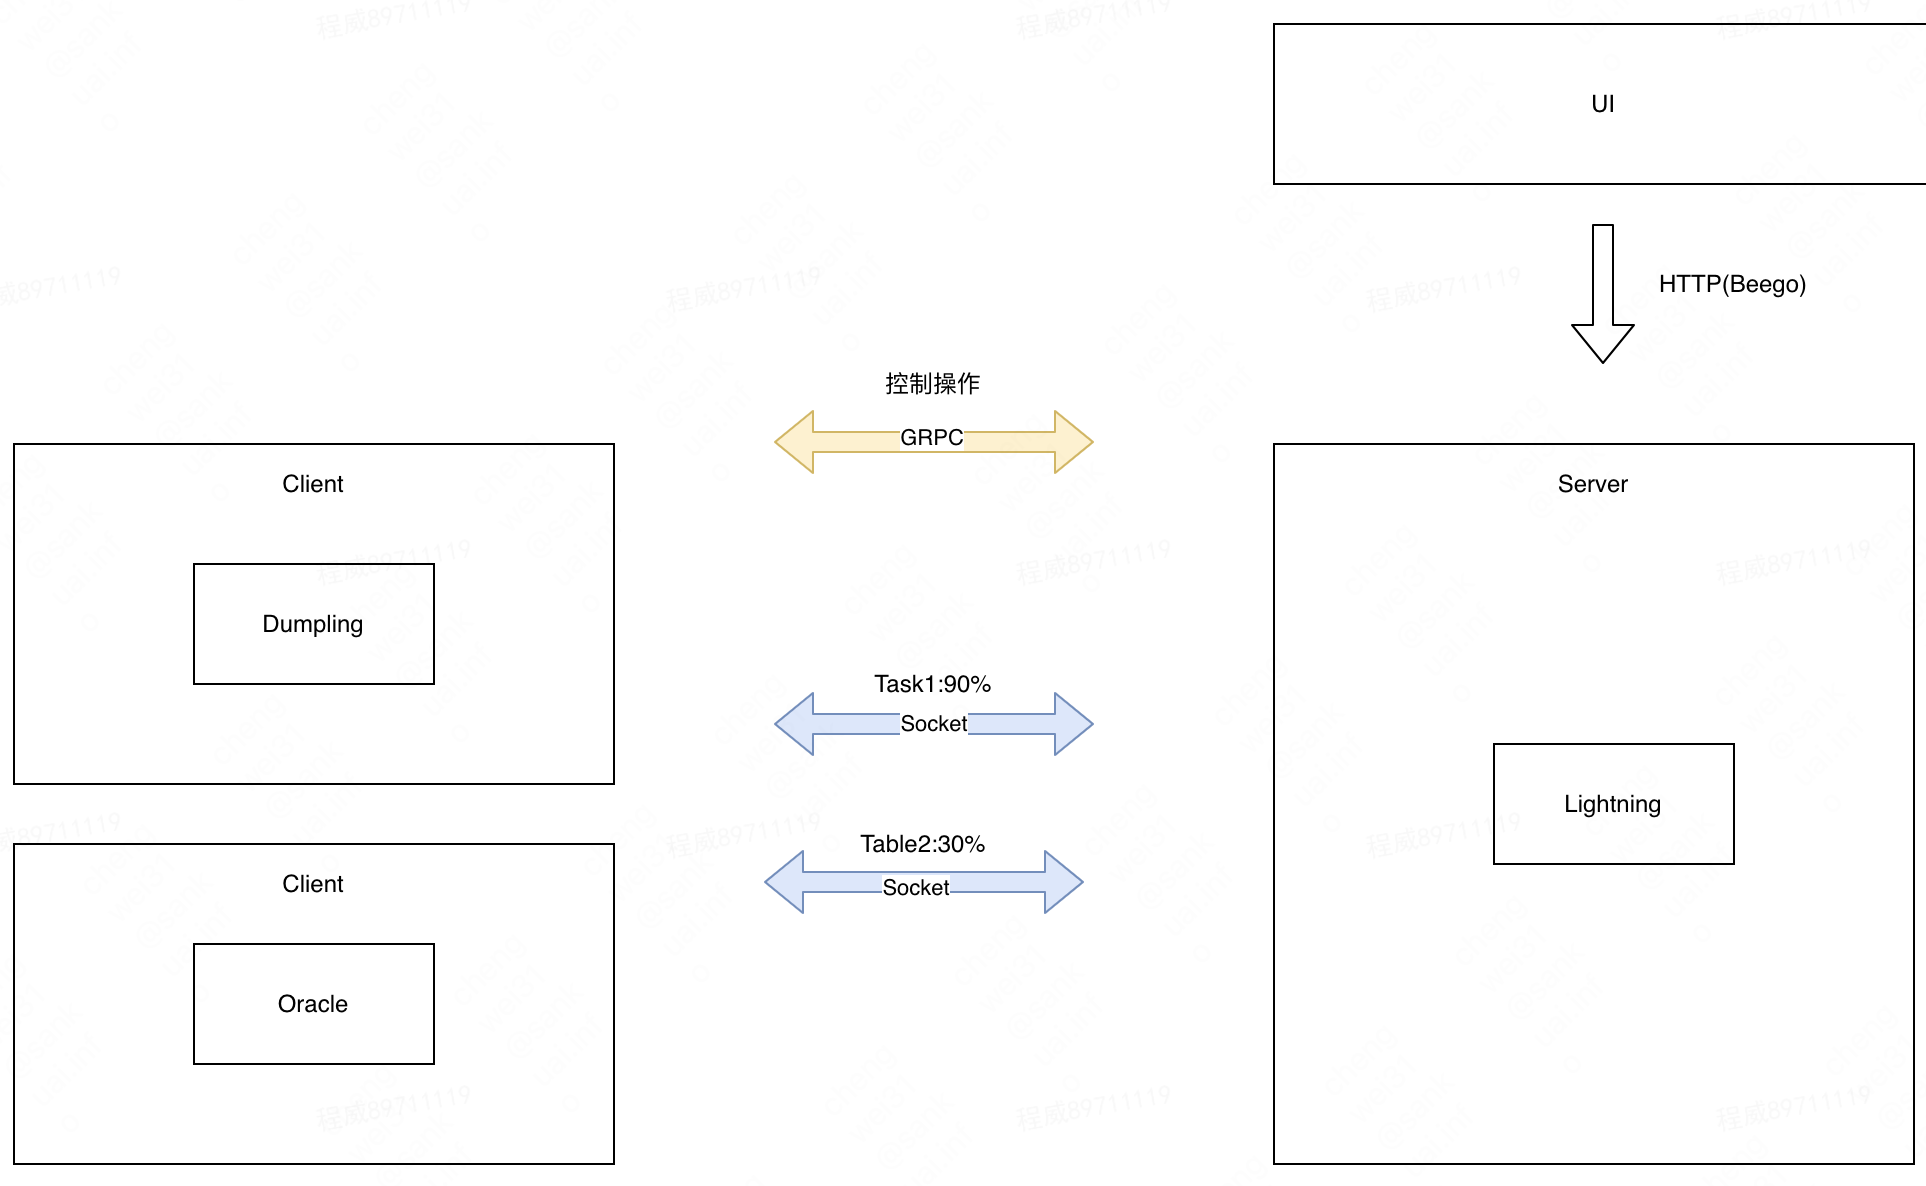 UI
HTTP(Beego)
控制操作
GRPC
Client
Server
Dumpling
Task1:90%
Socket
Lightning
Table2:30%
Socket
Client
Oracle
程威89711119